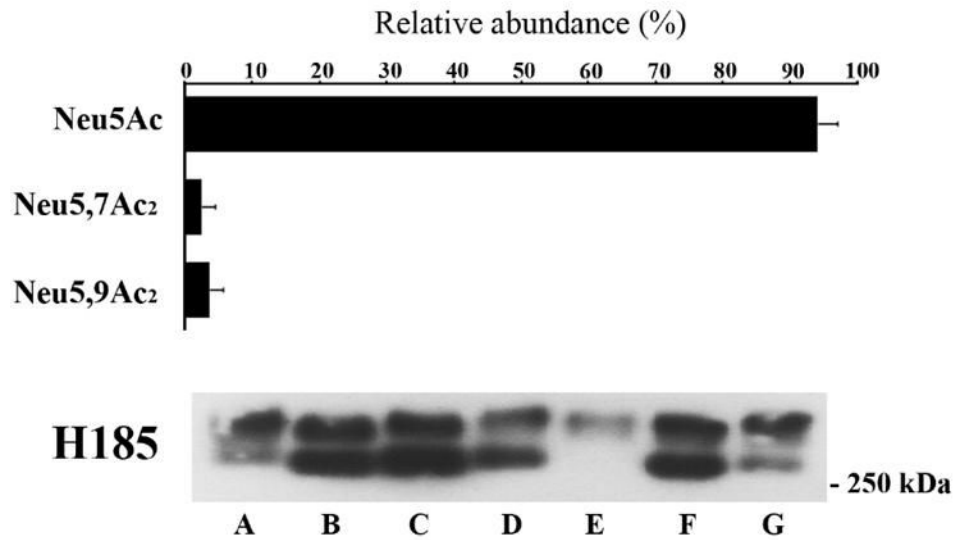 Relative abundance (%)
0 10 20 30 40 50 60 70 80 90 100
Neu5Ac
Neu5,7Ac₂
Neu5,9Ac₂
H185
- 250 kDa
A B C D E F G